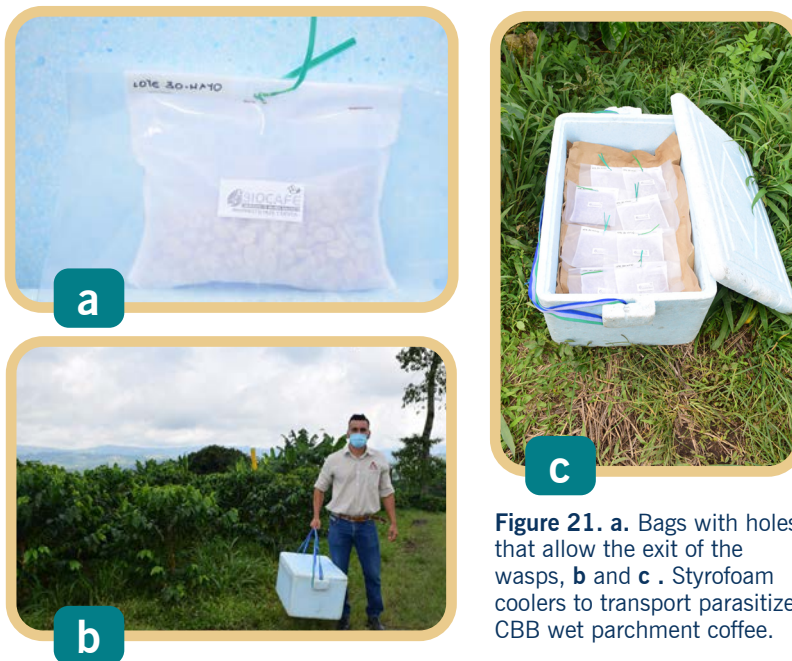 LOTE 30-MAYO
BIOCAFE
a
b
c
Figure 21. a. Bags with holes
that allow the exit of the
wasps, b and c . Styrofoam
coolers to transport parasitize
CBB wet parchment coffee.